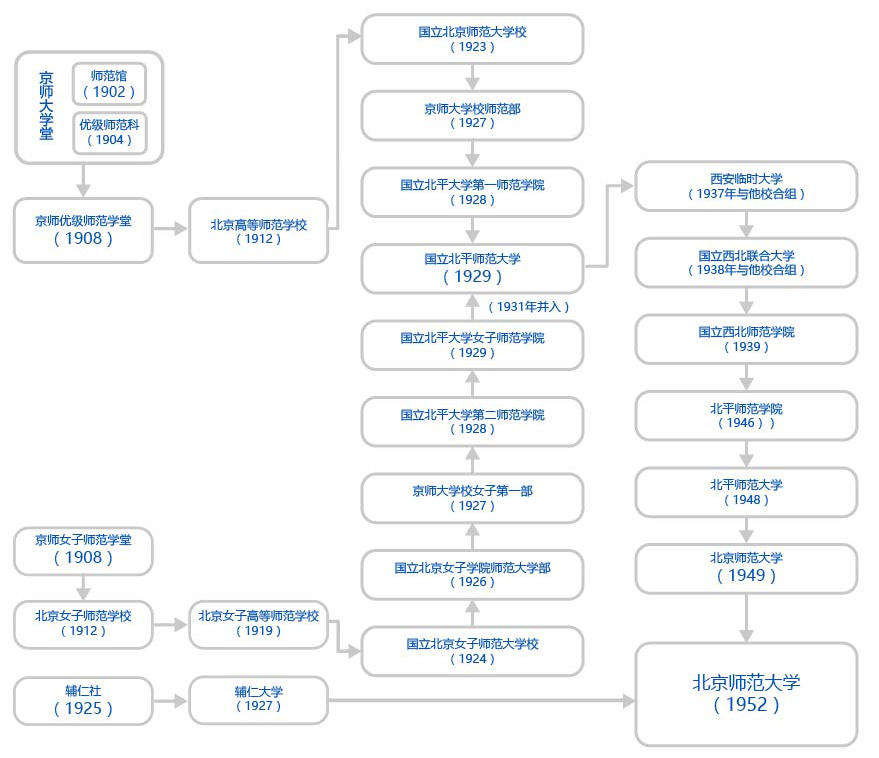 京师大学堂
师范馆
（1902）
优级师范科
（1904）
京师优级师范学堂
（1908）
北京高等师范学校
（1912）
国立北京师范大学校
（1923）
京师大学校师范部
（1927）
国立北平大学第一师范学院
（1928）
国立北平师范大学
（1929）
（1931年并入）
国立北平大学女子师范学院
（1929）
国立北平大学第二师范学院
（1928）
京师大学校女子第一部
（1927）
国立北京女子学院师范大学部
（1926）
国立北京女子师范大学校
（1924）
京师女子师范学堂
（1908）
北京女子师范学校
（1912）
北京女子高等师范学校
（1919）
辅仁社
（1925）
辅仁大学
（1927）
西安临时大学
（1937年与他校合组）
国立西北联合大学
（1938年与他校合组）
国立西北师范学院
（1939）
北平师范学院
（1946））
北平师范大学
（1948）
北京师范大学
（1949）
北京师范大学
（1952）